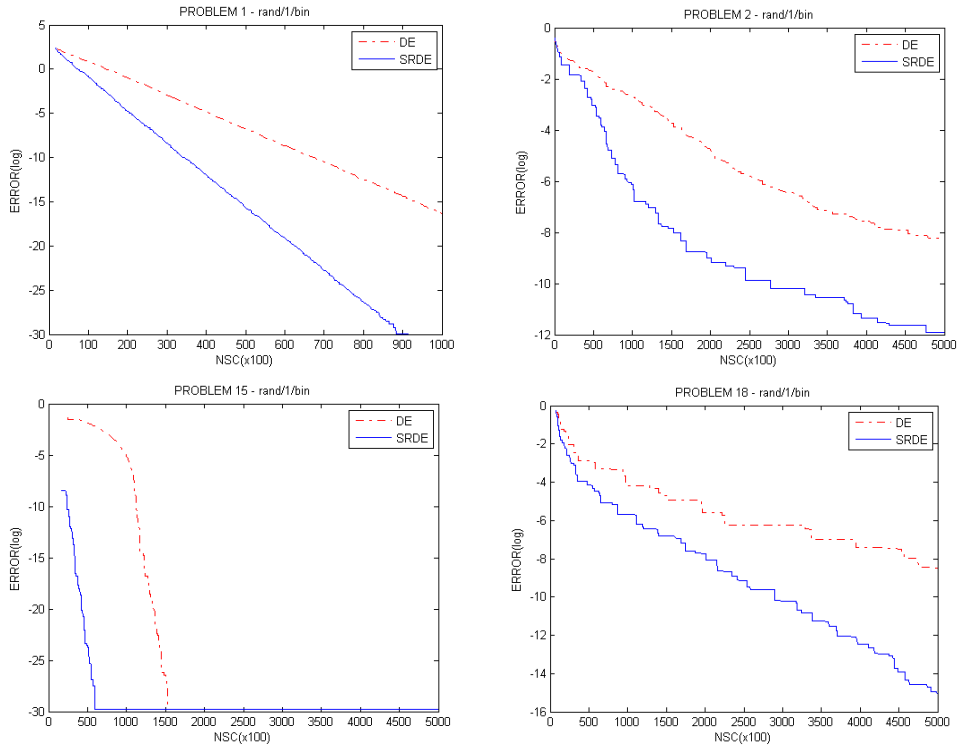 PROBLEM 1 - rand/1/bin
5
0
-5
-10
-15
-20
-25
-30
ERROR(log)
0 100 200 300 400 500 600 700 800 900 1000
NSC(x100)
DE
SRDE
PROBLEM 2 - rand/1/bin
0
-2
-4
-6
-8
-10
-12
ERROR(log)
0 500 1000 1500 2000 2500 3000 3500 4000 4500 5000
NSC(x100)
DE
SRDE
PROBLEM 15 - rand/1/bin
0
-5
-10
-15
-20
-25
-30
ERROR(log)
0 500 1000 1500 2000 2500 3000 3500 4000 4500 5000
NSC(x100)
DE
SRDE
PROBLEM 18 - rand/1/bin
0
-2
-4
-6
-8
-10
-12
-14
-16
ERROR(log)
0 500 1000 1500 2000 2500 3000 3500 4000 4500 5000
NSC(x100)
DE
SRDE